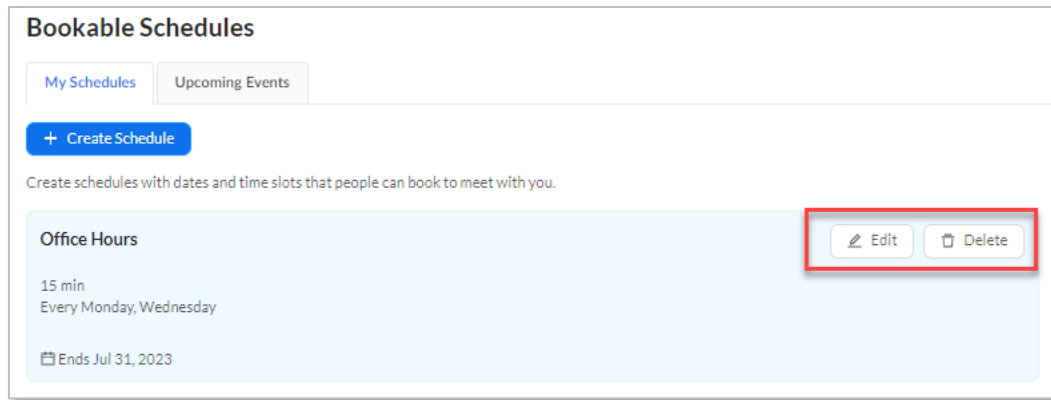 Bookable Schedules
My Schedules
Upcoming Events
+ Create Schedule
Create schedules with dates and time slots that people can book to meet with you.
Office Hours
Edit
Delete
15 min
Every Monday, Wednesday
Ends Jul 31, 2023